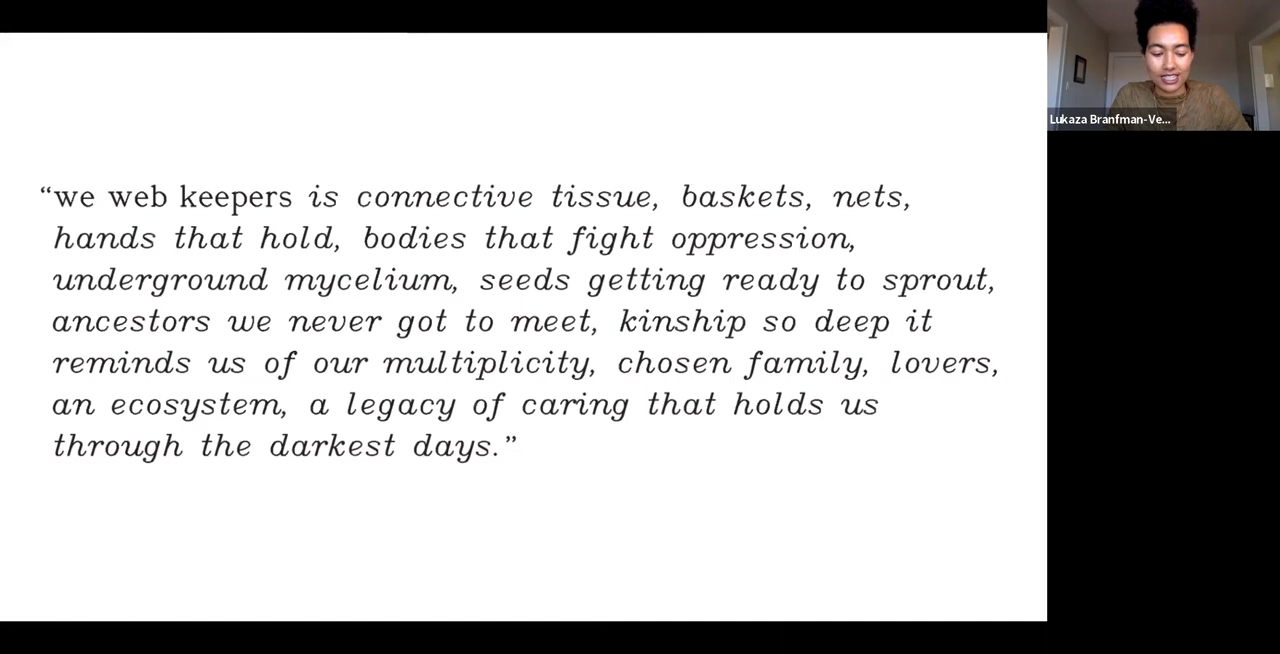 “we web keepers is connective tissue, baskets, nets,
hands that hold, bodies that fight oppression,
underground mycelium, seeds getting ready to sprout,
ancestors we never got to meet, kinship so deep it
reminds us of our multiplicity, chosen family, lovers,
an ecosystem, a legacy of caring that holds us
through the darkest days.”
Lukaza Branfman-Ve...